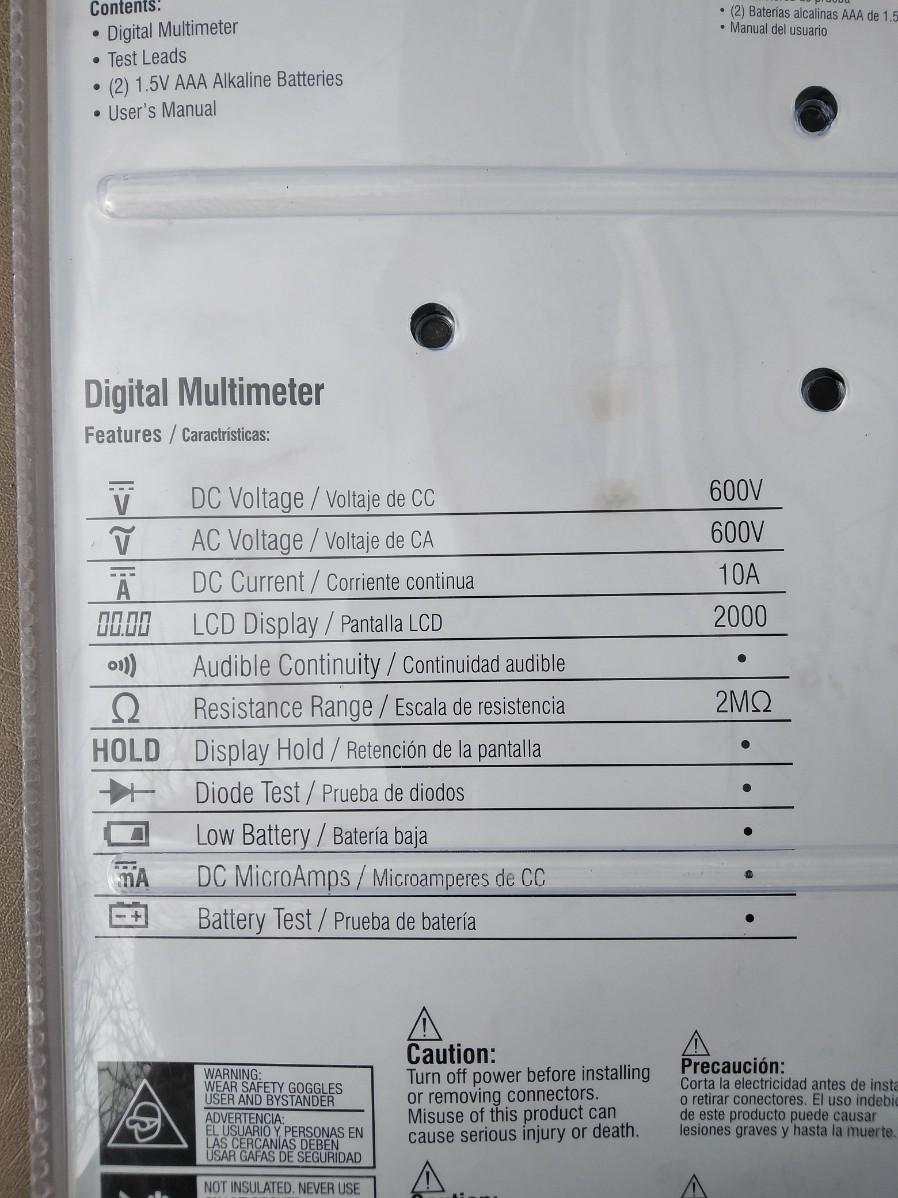 Contents:
• Digital Multimeter
• Test Leads
• (2) 1.5V AAA Alkaline Batteries
• User's Manual
• (2) Baterías alcalinas AAA de 1.5
• Manual del usuario
Digital Multimeter
Features / Caractrísticas:
V DC Voltage / Voltaje de CC 600V
V AC Voltage / Voltaje de CA 600V
A DC Current / Corriente continua 10A
00.00 LCD Display / Pantalla LCD 2000
Audible Continuity / Continuidad audible •
Ω Resistance Range / Escala de resistencia 2MΩ
HOLD Display Hold / Retención de la pantalla •
Diode Test / Prueba de diodos •
Low Battery / Batería baja •
mA DC MicroAmps / Microamperes de CC •
Battery Test / Prueba de batería •
WARNING:
WEAR SAFETY GOGGLES
USER AND BYSTANDER
ADVERTENCIA:
EL USUARIO Y PERSONAS EN
LAS CERCANÍAS DEBEN
USAR GAFAS DE SEGURIDAD
NOT INSULATED. NEVER USE
Caution:
Turn off power before installing
or removing connectors.
Misuse of this product can
cause serious injury or death.
Precaución:
Corta la electricidad antes de insta
o retirar conectores. El uso indebic
de este producto puede causar
lesiones graves y hasta la muerte.